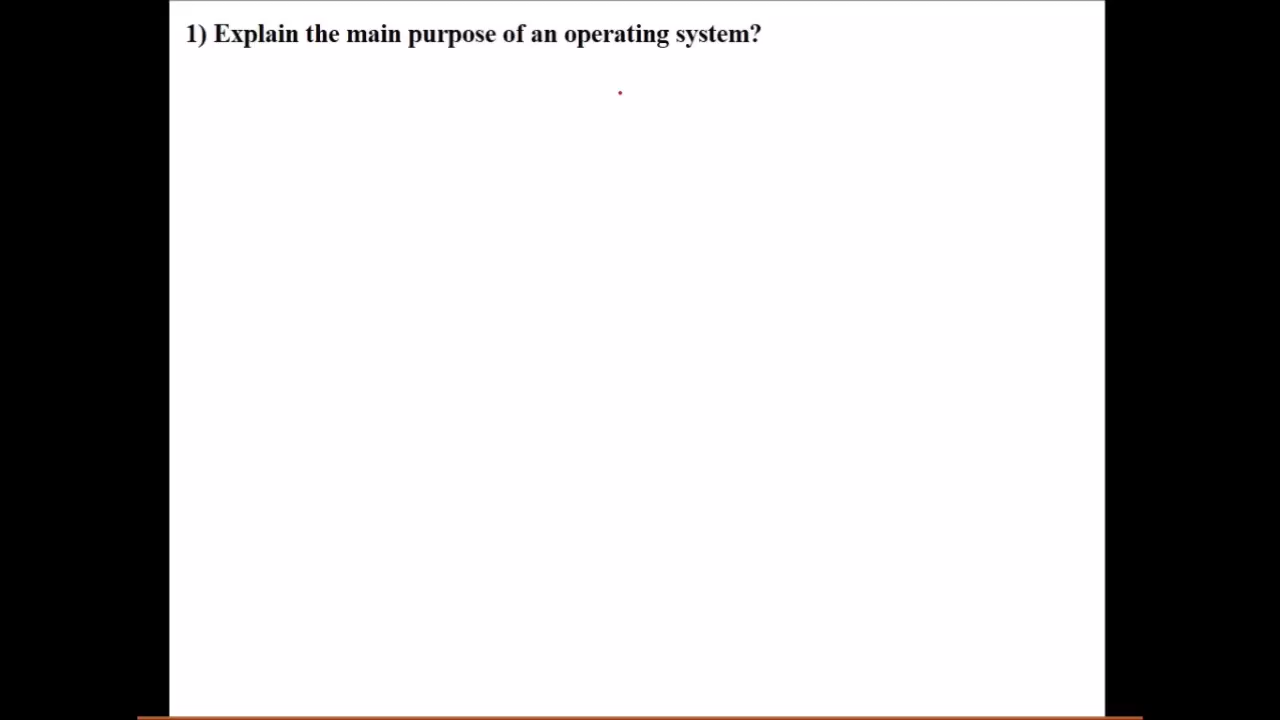 1) Explain the main purpose of an operating system?